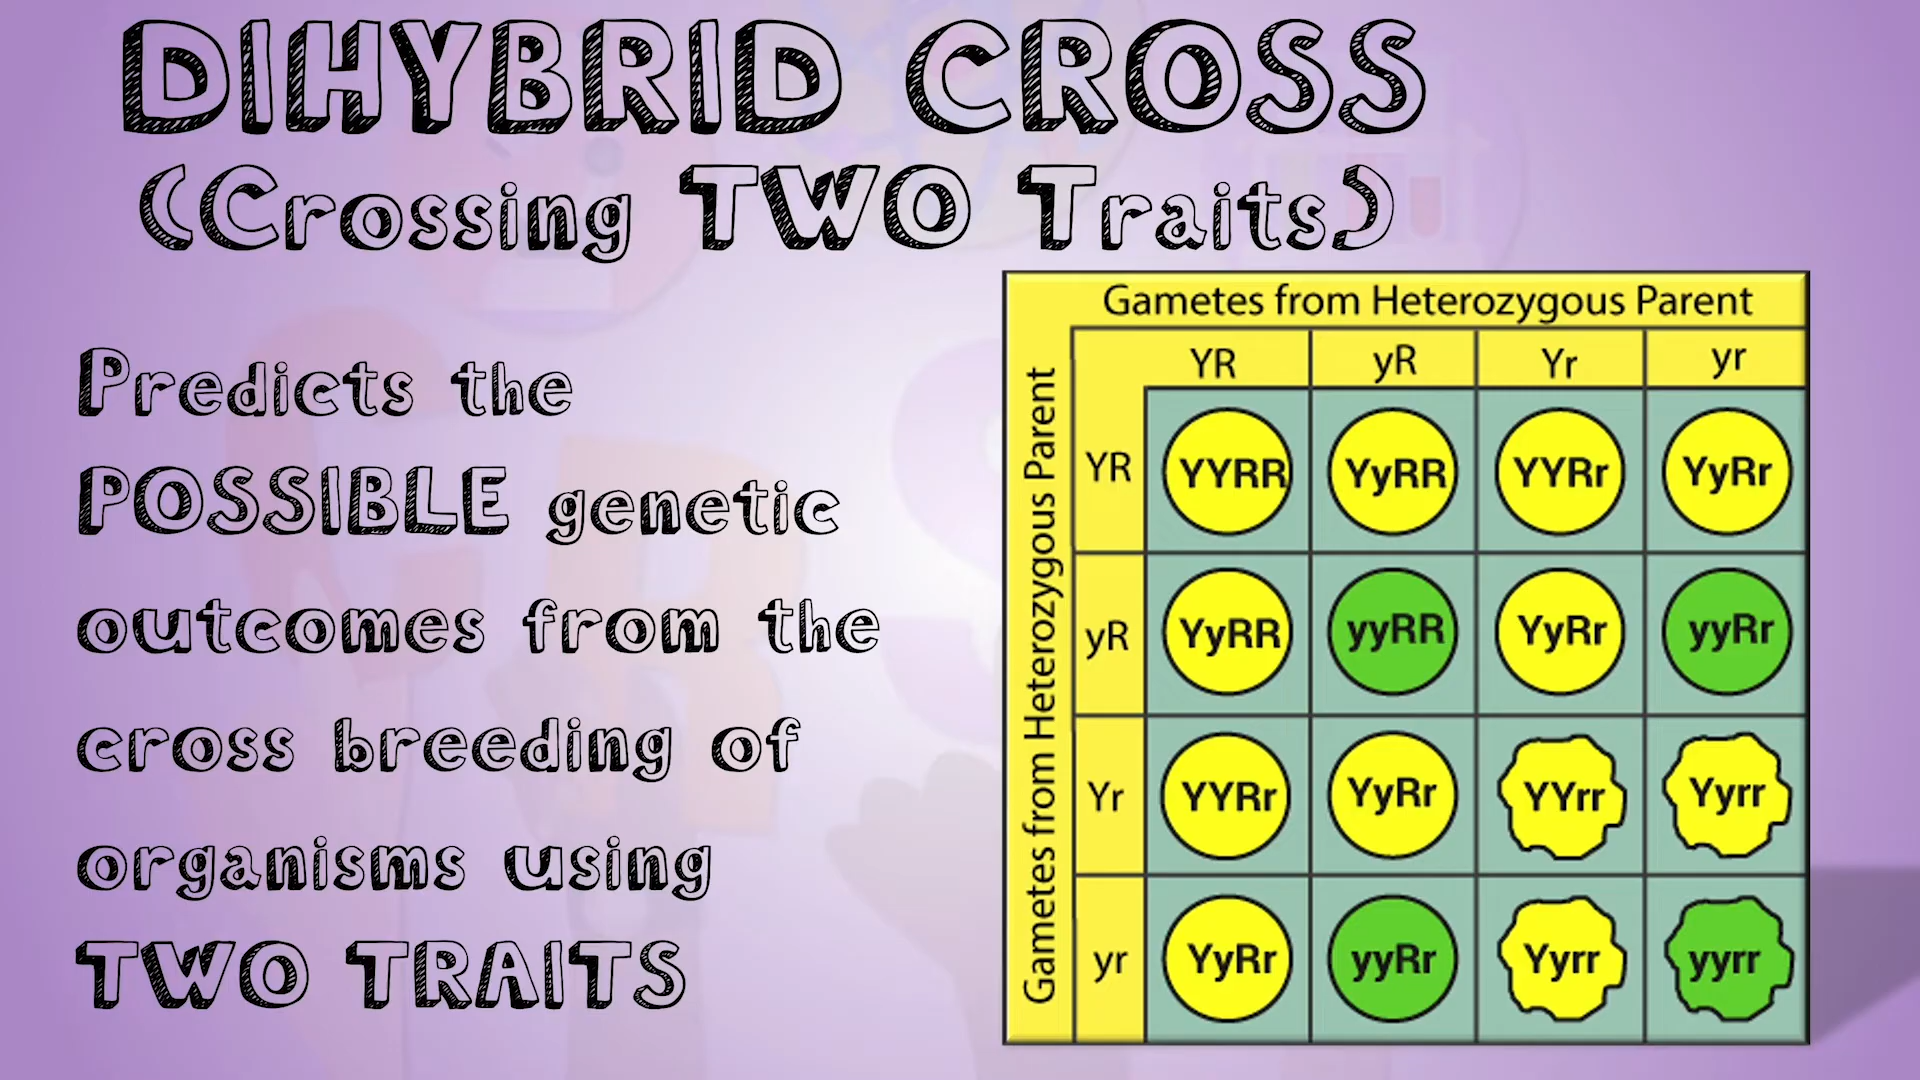 DIHYBRID CROSS
(Crossing TWO Traits)
Predicts the
POSSIBLE genetic
outcomes from the
cross breeding of
organisms using
TWO TRAITS
Gametes from Heterozygous Parent
Gametes from Heterozygous Parent
YR yR Yr yr
YR YYRR YyRR YYRr YyRr
yR YyRR yyRR YyRr yyRr
Yr YYRr YyRr YYrr Yyrr
yr YyRr yyRr Yyrr yyrr